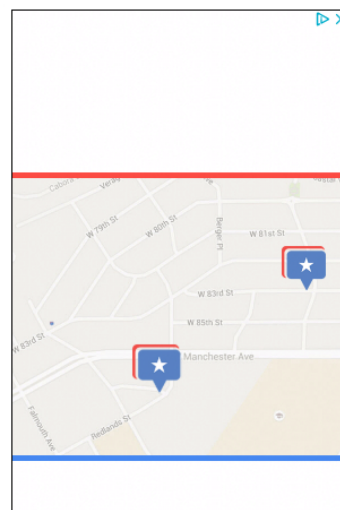 W 79th St
W 80th St
Berger Pl
W 81st St
W 83rd St
W 85th St
Manchester Ave
W 83rd St
Falmouth Ave
Redlands St